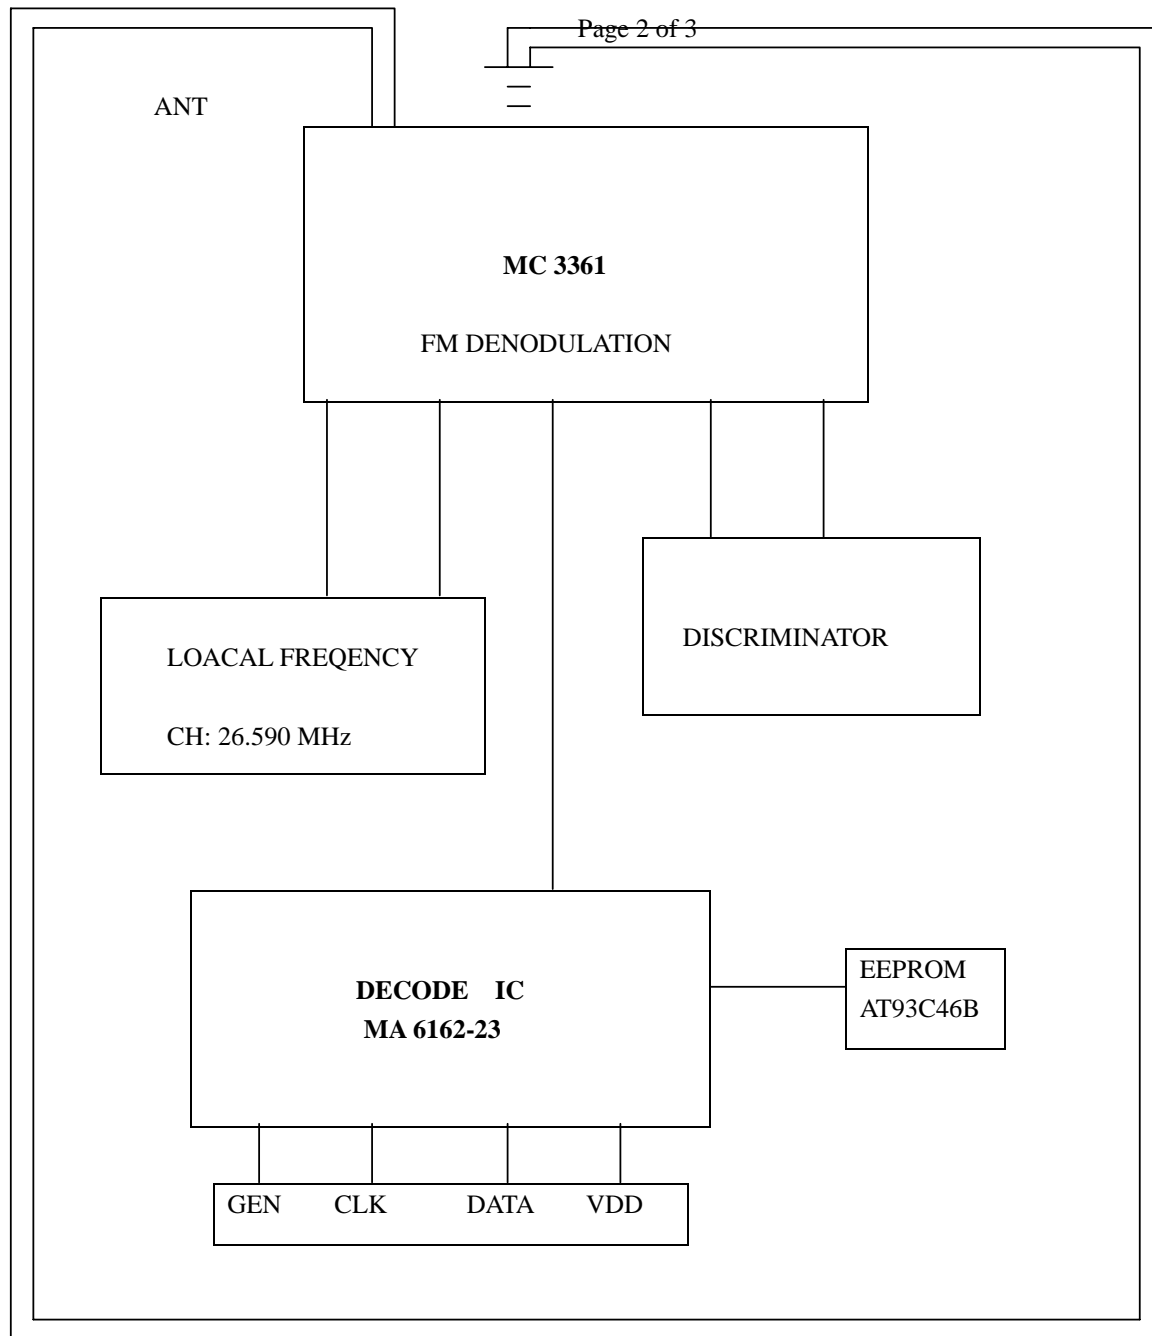 Page 2 of 3
ANT
MC 3361
FM DENODULATION
DISCRIMINATOR
LOACAL FREQENCY
CH: 26.590 MHz
DECODE IC
MA 6162-23
EEPROM
AT93C46B
GEN CLK DATA VDD